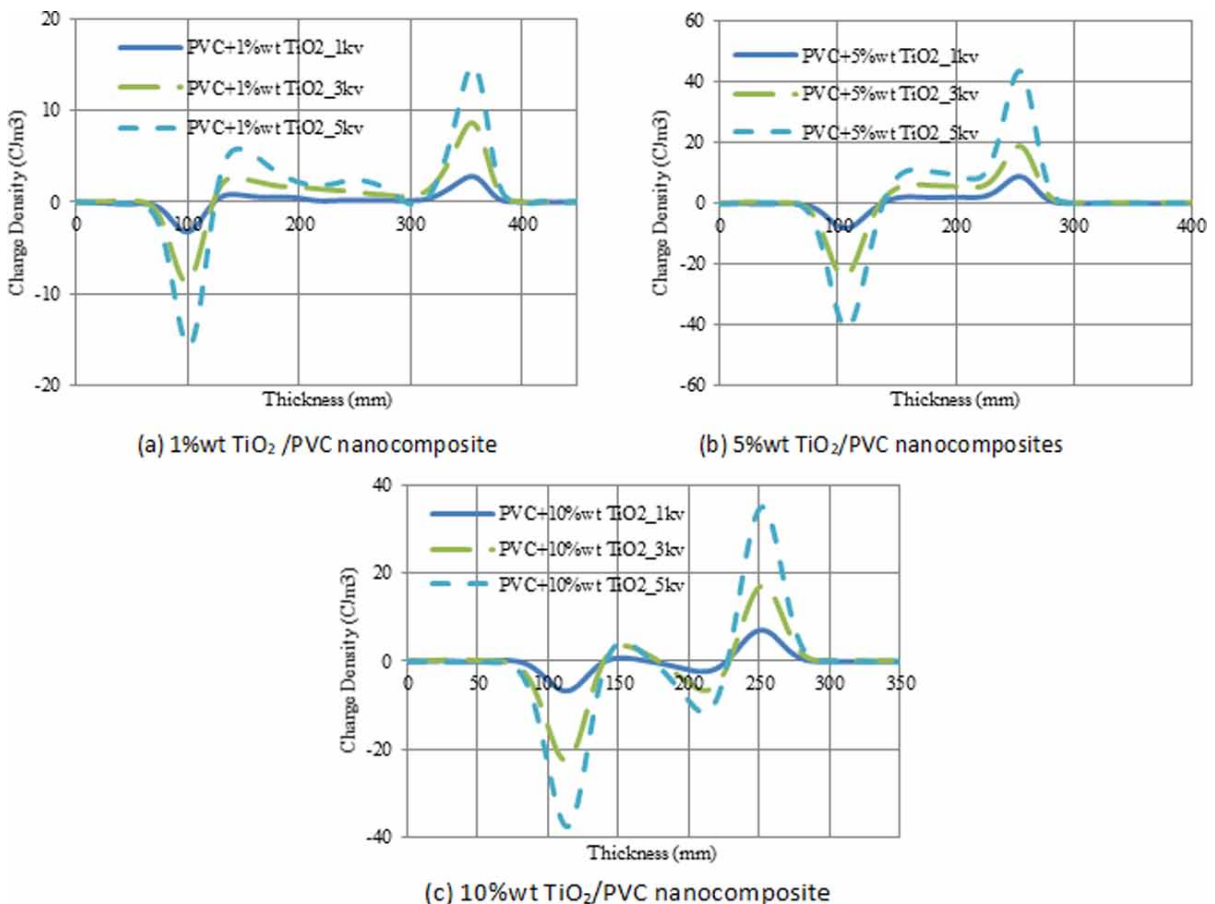 20
10
0
-10
-20
0
100
200
300
400
Charge Density (C/m3)
Thickness (mm)
PVC+1%wt TiO2_1kv
PVC+1%wt TiO2_3kv
PVC+1%wt TiO2_5kv
(a) 1%wt TiO₂ /PVC nanocomposite
60
40
20
0
-20
-40
-60
0
100
200
300
400
Charge Density (C/m3)
Thickness (mm)
PVC+5%wt TiO2_1kv
PVC+5%wt TiO2_3kv
PVC+5%wt TiO2_5kv
(b) 5%wt TiO₂/PVC nanocomposites
40
20
0
-20
-40
0
50
100
150
200
250
300
350
Charge Density (C/m3)
Thickness (mm)
PVC+10%wt TiO2_1kv
PVC+10%wt TiO2_3kv
PVC+10%wt TiO2_5kv
(c) 10%wt TiO₂/PVC nanocomposite